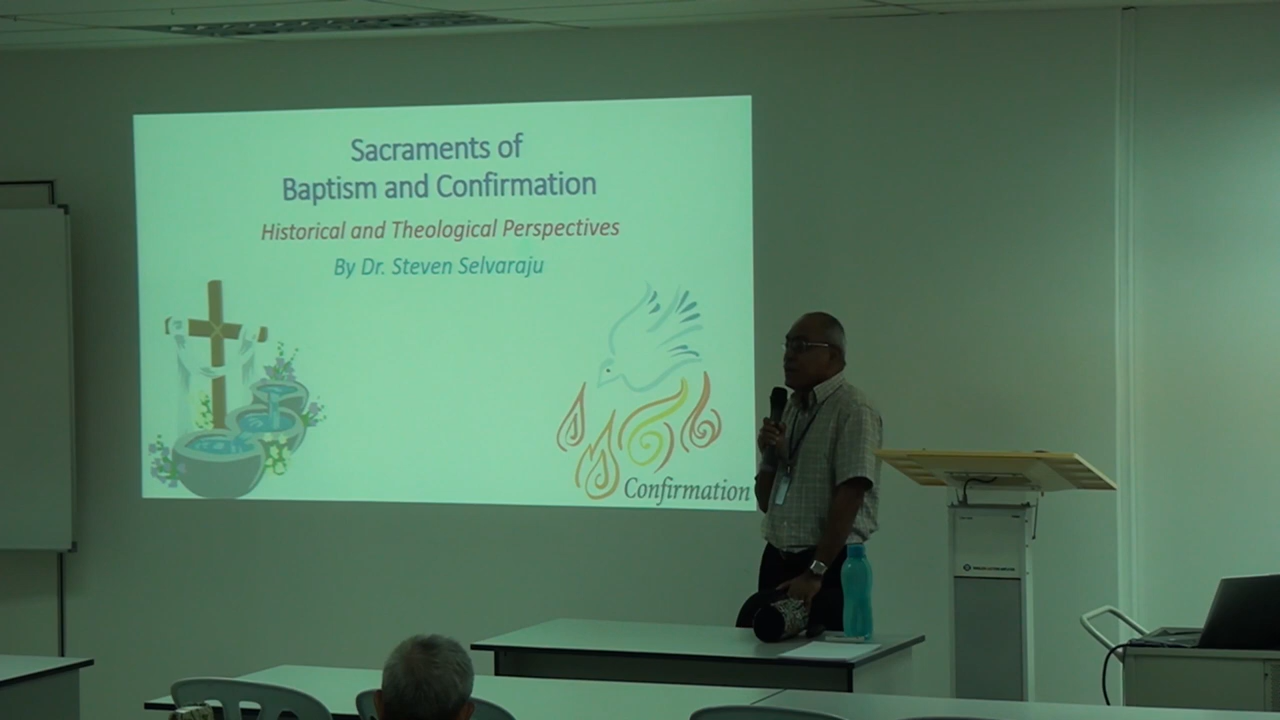 Sacraments of
Baptism and Confirmation
Historical and Theological Perspectives
By Dr. Steven Selvaraju
Confirmation